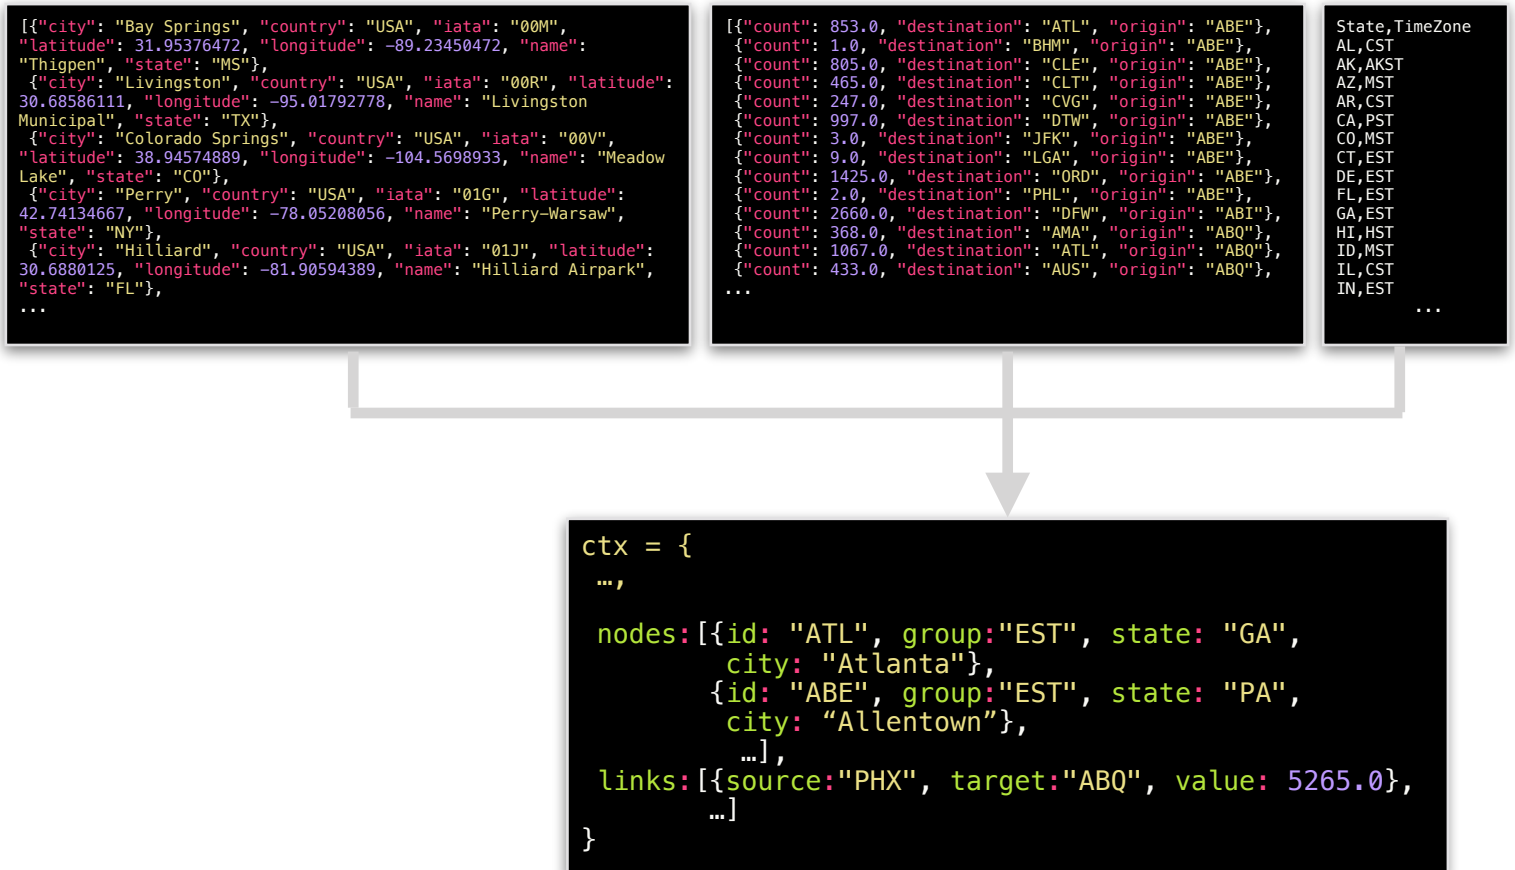 [{"city": "Bay Springs", "country": "USA", "iata": "00M",
"latitude": 31.95376472, "longitude": -89.23450472, "name":
"Thigpen", "state": "MS"},
{"city": "Livingston", "country": "USA", "iata": "00R", "latitude":
30.68586111, "longitude": -95.01792778, "name": "Livingston
Municipal", "state": "TX"},
{"city": "Colorado Springs", "country": "USA", "iata": "00V",
"latitude": 38.94574889, "longitude": -104.5698933, "name": "Meadow
Lake", "state": "CO"},
{"city": "Perry", "country": "USA", "iata": "01G", "latitude":
42.74134667, "longitude": -78.05208056, "name": "Perry-Warsaw",
"state": "NY"},
{"city": "Hilliard", "country": "USA", "iata": "01J", "latitude":
30.6880125, "longitude": -81.90594389, "name": "Hilliard Airpark",
"state": "FL"},
...
[{"count": 853.0, "destination": "ATL", "origin": "ABE"},
{"count": 1.0, "destination": "BHM", "origin": "ABE"},
{"count": 805.0, "destination": "CLE", "origin": "ABE"},
{"count": 465.0, "destination": "CLT", "origin": "ABE"},
{"count": 247.0, "destination": "CVG", "origin": "ABE"},
{"count": 997.0, "destination": "DTW", "origin": "ABE"},
{"count": 3.0, "destination": "JFK", "origin": "ABE"},
{"count": 9.0, "destination": "LGA", "origin": "ABE"},
{"count": 1425.0, "destination": "ORD", "origin": "ABE"},
{"count": 2.0, "destination": "PHL", "origin": "ABE"},
{"count": 2660.0, "destination": "DFW", "origin": "ABI"},
{"count": 368.0, "destination": "AMA", "origin": "ABQ"},
{"count": 1067.0, "destination": "ATL", "origin": "ABQ"},
{"count": 433.0, "destination": "AUS", "origin": "ABQ"},
...
State,TimeZone
AL,CST
AK,AKST
AZ,MST
AR,CST
CA,PST
CO,MST
CT,EST
DE,EST
FL,EST
GA,EST
HI,HST
ID,MST
IL,CST
IN,EST
...
ctx = {
…,
nodes:[{id: "ATL", group:"EST", state: "GA",
city: "Atlanta"},
{id: "ABE", group:"EST", state: "PA",
city: “Allentown”},
…],
links:[{source:"PHX", target:"ABQ", value: 5265.0},
…]
}